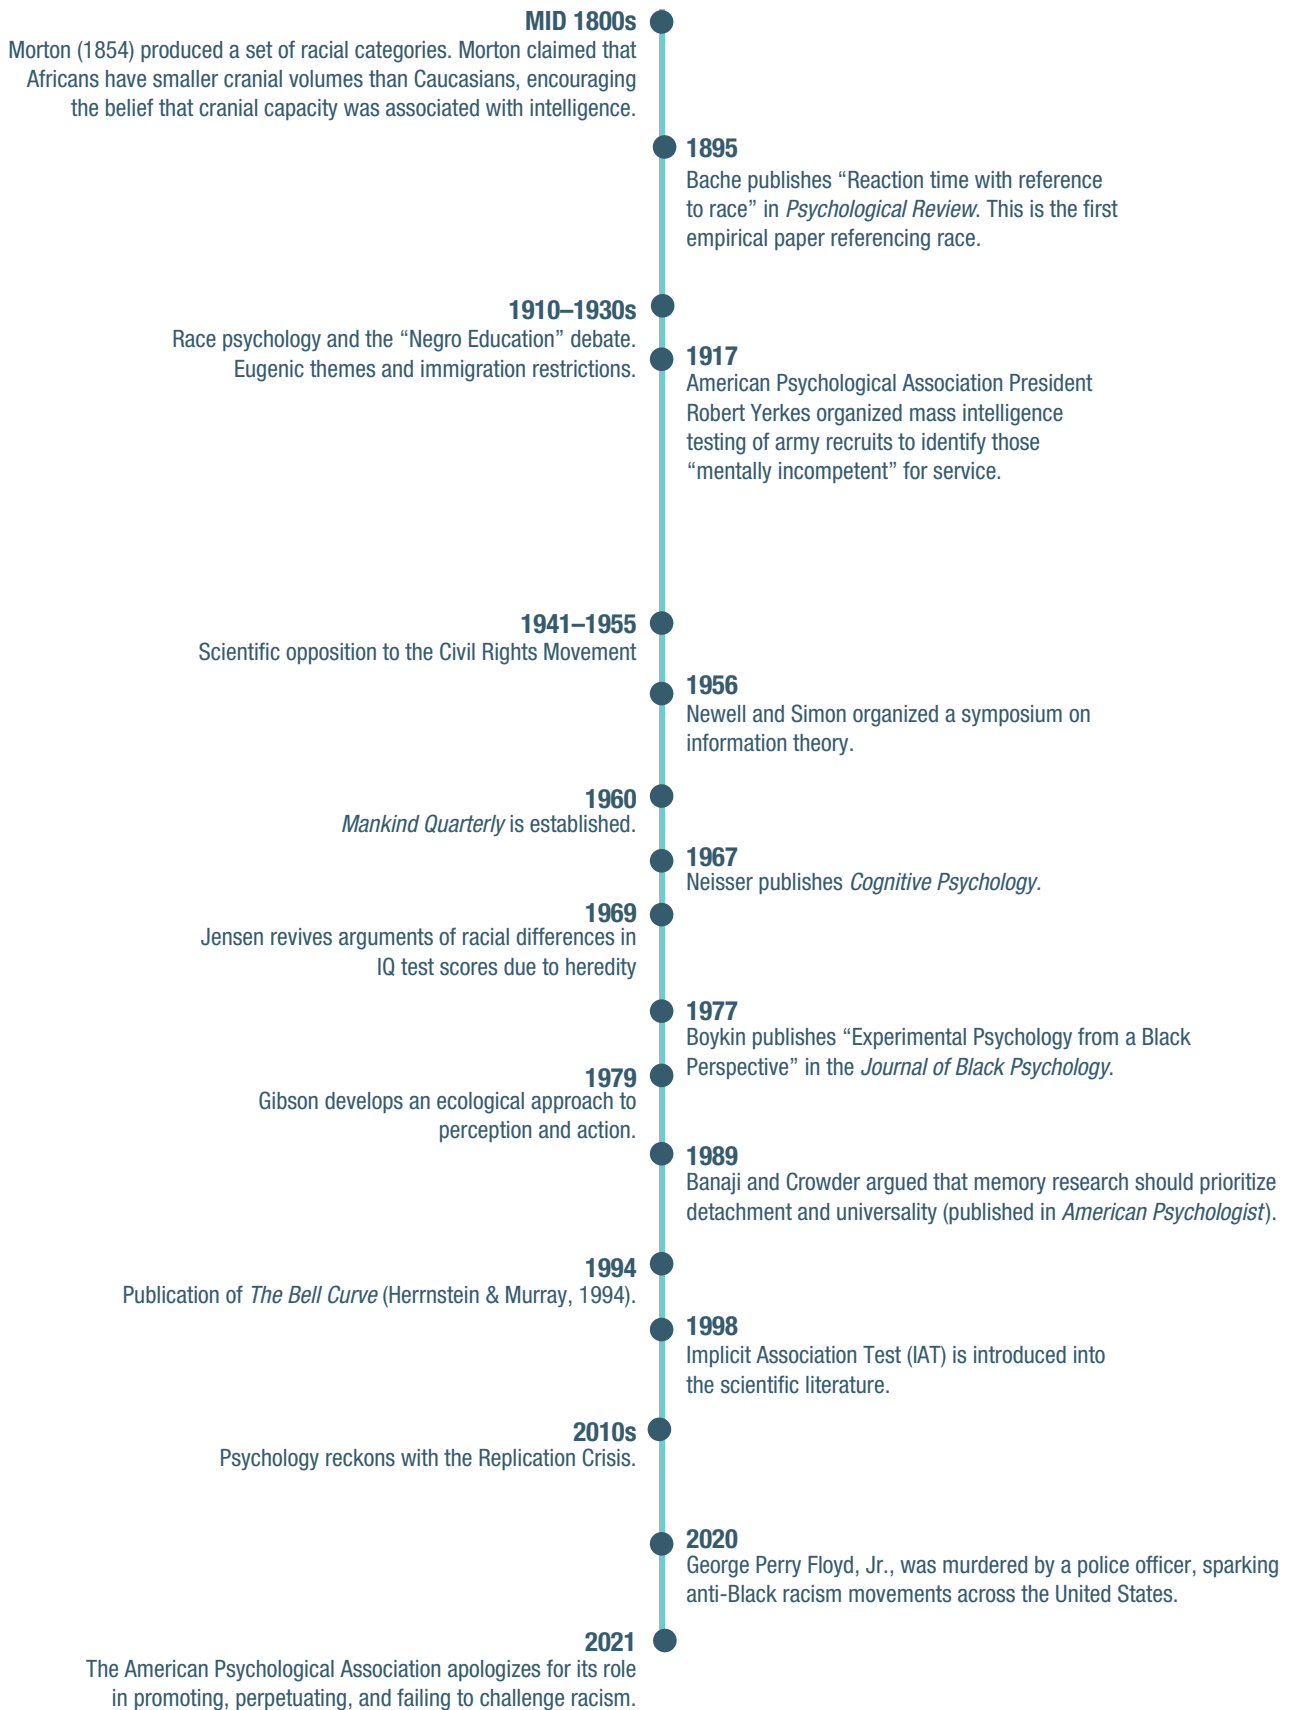 MID 1800s
Morton (1854) produced a set of racial categories. Morton claimed that
Africans have smaller cranial volumes than Caucasians, encouraging
the belief that cranial capacity was associated with intelligence.
1895
Bache publishes “Reaction time with reference
to race” in Psychological Review. This is the first
empirical paper referencing race.
1910–1930s
Race psychology and the “Negro Education” debate.
Eugenic themes and immigration restrictions.
1917
American Psychological Association President
Robert Yerkes organized mass intelligence
testing of army recruits to identify those
“mentally incompetent” for service.
1941–1955
Scientific opposition to the Civil Rights Movement
1956
Newell and Simon organized a symposium on
information theory.
1960
Mankind Quarterly is established.
1967
Neisser publishes Cognitive Psychology.
1969
Jensen revives arguments of racial differences in
IQ test scores due to heredity
1977
Boykin publishes “Experimental Psychology from a Black
Perspective” in the Journal of Black Psychology.
1979
Gibson develops an ecological approach to
perception and action.
1989
Banaji and Crowder argued that memory research should prioritize
detachment and universality (published in American Psychologist).
1994
Publication of The Bell Curve (Herrnstein & Murray, 1994).
1998
Implicit Association Test (IAT) is introduced into
the scientific literature.
2010s
Psychology reckons with the Replication Crisis.
2020
George Perry Floyd, Jr., was murdered by a police officer, sparking
anti-Black racism movements across the United States.
2021
The American Psychological Association apologizes for its role
in promoting, perpetuating, and failing to challenge racism.